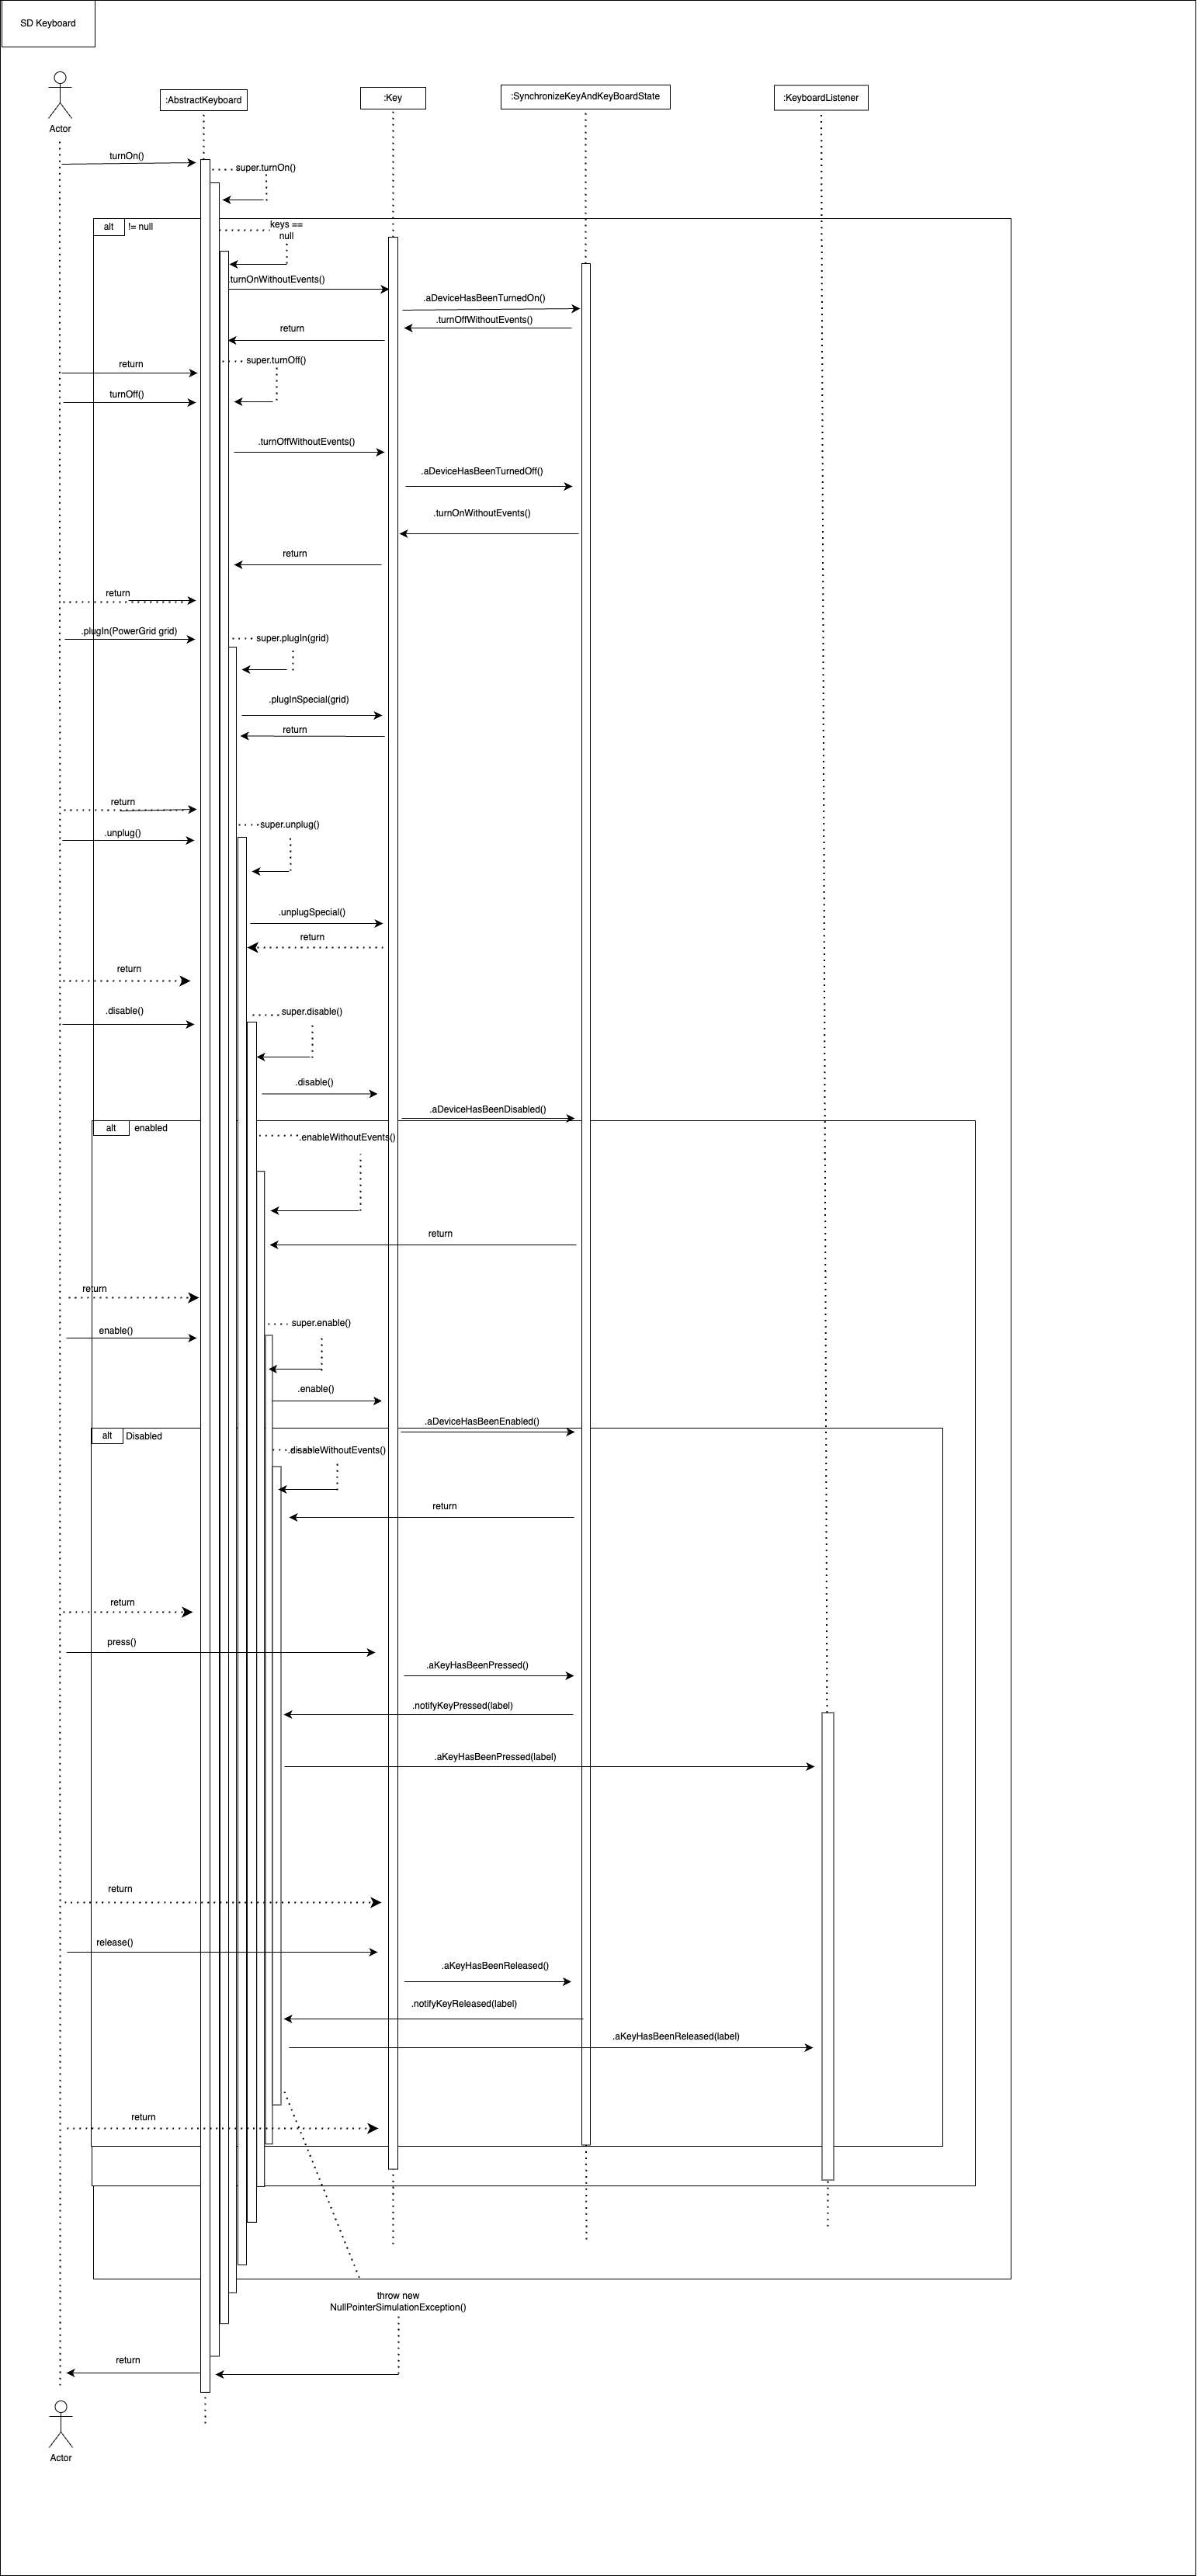 SD Keyboard
:AbstractKeyboard
:Key
:SynchronizeKeyAndKeyBoardState
:KeyboardListener
Actor
turnOn()
super.turnOn()
alt
!= null
keys ==
null
.turnOnWithoutEvents()
.aDeviceHasBeenTurnedOn()
.turnOffWithoutEvents()
return
super.turnOff()
return
turnOff()
.turnOffWithoutEvents()
.aDeviceHasBeenTurnedOff()
.turnOnWithoutEvents()
return
return
.plugIn(PowerGrid grid)
super.plugIn(grid)
.plugInSpecial(grid)
return
return
super.unplug()
.unplug()
.unplugSpecial()
return
return
.disable()
super.disable()
.disable()
.aDeviceHasBeenDisabled()
alt
enabled
.enableWithoutEvents()
return
return
super.enable()
enable()
.enable()
.aDeviceHasBeenEnabled()
alt
Disabled
.disableWithoutEvents()
return
return
press()
.aKeyHasBeenPressed()
.notifyKeyPressed(label)
.aKeyHasBeenPressed(label)
return
release()
.aKeyHasBeenReleased()
.notifyKeyReleased(label)
.aKeyHasBeenReleased(label)
return
throw new
NullPointerSimulationException()
return
Actor